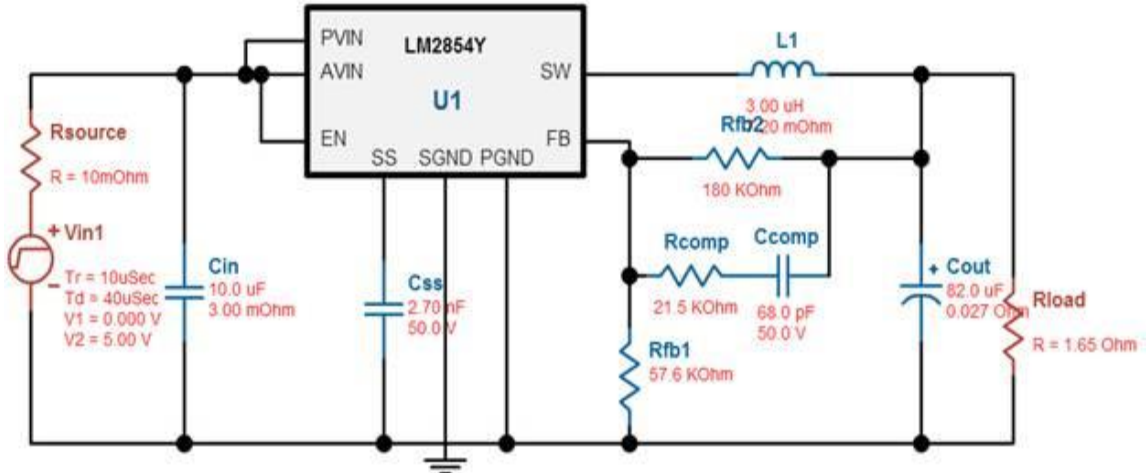 PVIN
LM2854Y
AVIN
SW
U1
EN
FB
SS SGND PGND
L1
3.00 uH
Rfb2
180 KOhm
Rsource
R = 10mOhm
+ Vin1
−
Tr = 10uSec
Td = 40uSec
V1 = 0.000 V
V2 = 5.00 V
Cin
10.0 uF
3.00 mOhm
Css
2.70 nF
50.0 V
Rcomp
21.5 KOhm
Ccomp
68.0 pF
50.0 V
Rfb1
57.6 KOhm
+ Cout
82.0 uF
0.027 Ohm
Rload
R = 1.65 Ohm